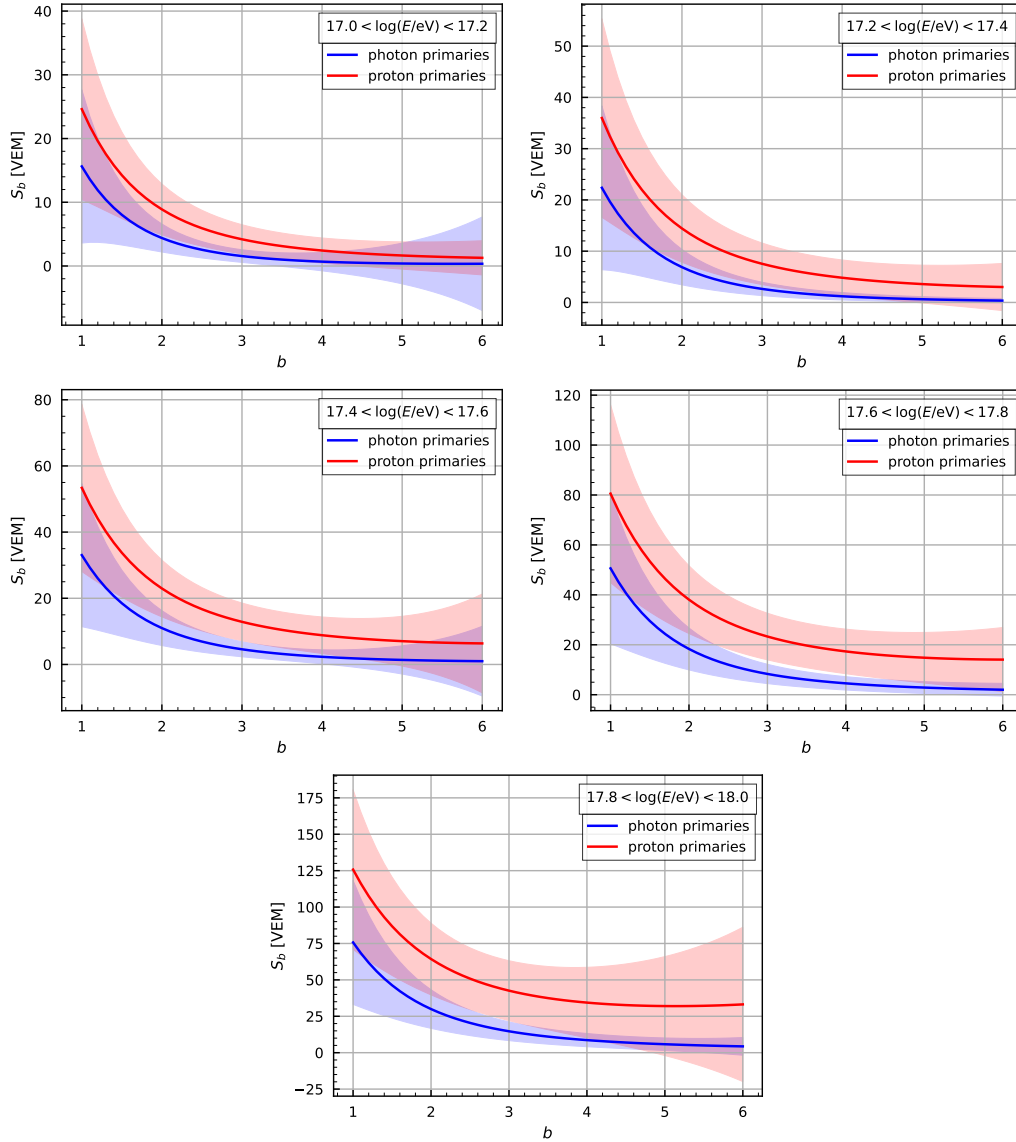 17.0 < log(E/eV) < 17.2
photon primaries
proton primaries
40
30
20
10
0
S_b [VEM]
1 2 3 4 5 6
b
17.2 < log(E/eV) < 17.4
photon primaries
proton primaries
50
40
30
20
10
0
S_b [VEM]
1 2 3 4 5 6
b
17.4 < log(E/eV) < 17.6
photon primaries
proton primaries
80
60
40
20
0
S_b [VEM]
1 2 3 4 5 6
b
17.6 < log(E/eV) < 17.8
photon primaries
proton primaries
120
100
80
60
40
20
0
S_b [VEM]
1 2 3 4 5 6
b
17.8 < log(E/eV) < 18.0
photon primaries
proton primaries
175
150
125
100
75
50
25
0
−25
S_b [VEM]
1 2 3 4 5 6
b